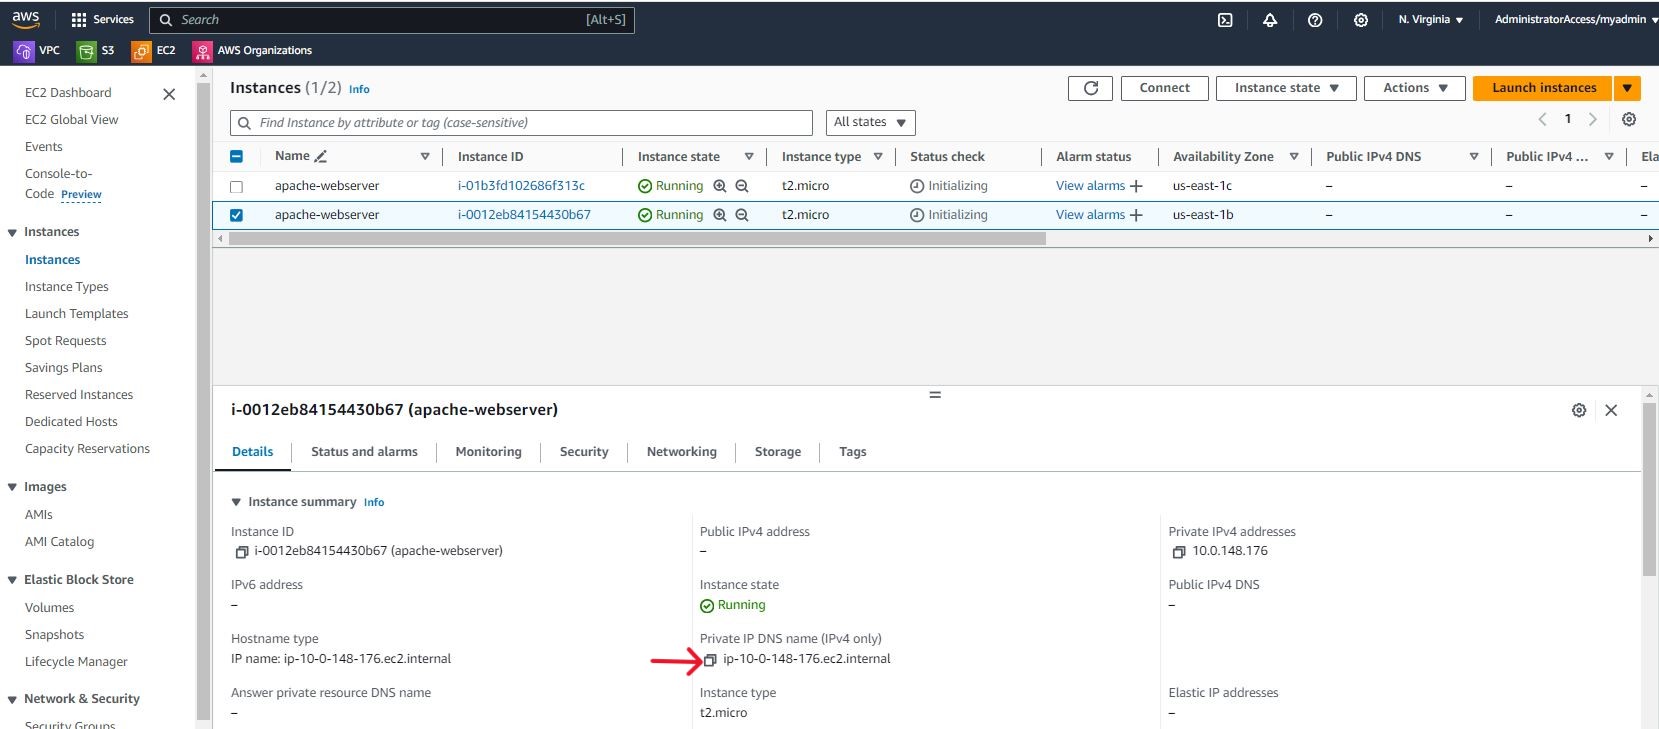 aws Services Search [Alt+S] N. Virginia AdministratorAccess/myadmin
VPC S3 EC2 AWS Organizations
EC2 Dashboard
EC2 Global View
Events
Console-to-
Code Preview
Instances
Instances
Instance Types
Launch Templates
Spot Requests
Savings Plans
Reserved Instances
Dedicated Hosts
Capacity Reservations
Images
AMIs
AMI Catalog
Elastic Block Store
Volumes
Snapshots
Lifecycle Manager
Network & Security
Security Groups
Instances (1/2) Info Connect Instance state Actions Launch instances
Find Instance by attribute or tag (case-sensitive) All states 1
Name Instance ID Instance state Instance type Status check Alarm status Availability Zone Public IPv4 DNS Public IPv4 ... Ela
apache-webserver i-01b3fd102686f313c Running t2.micro Initializing View alarms + us-east-1c – – –
apache-webserver i-0012eb84154430b67 Running t2.micro Initializing View alarms + us-east-1b – – –
i-0012eb84154430b67 (apache-webserver)
Details Status and alarms Monitoring Security Networking Storage Tags
Instance summary Info
Instance ID Public IPv4 address Private IPv4 addresses
i-0012eb84154430b67 (apache-webserver) – 10.0.148.176
IPv6 address Instance state Public IPv4 DNS
– Running –
Hostname type Private IP DNS name (IPv4 only)
IP name: ip-10-0-148-176.ec2.internal ip-10-0-148-176.ec2.internal
Answer private resource DNS name Instance type Elastic IP addresses
– t2.micro –